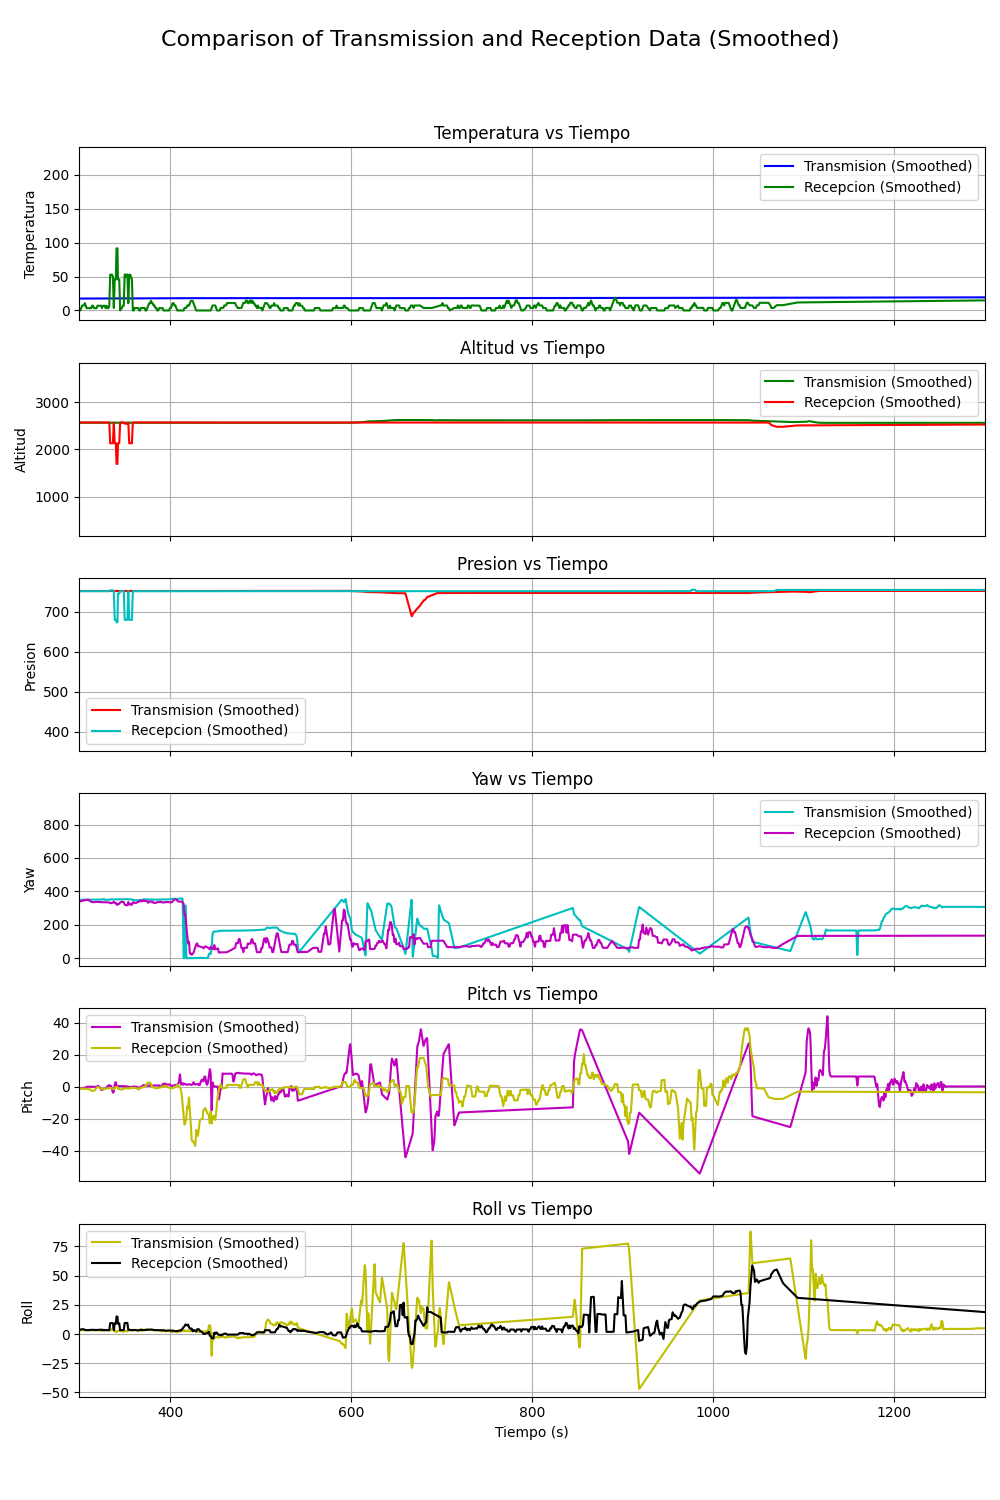 Comparison of Transmission and Reception Data (Smoothed)
Temperatura vs Tiempo
Temperatura
200
150
100
50
0
Transmision (Smoothed)
Recepcion (Smoothed)
Altitud vs Tiempo
Altitud
3000
2000
1000
Transmision (Smoothed)
Recepcion (Smoothed)
Presion vs Tiempo
Presion
700
600
500
400
Transmision (Smoothed)
Recepcion (Smoothed)
Yaw vs Tiempo
Yaw
800
600
400
200
0
Transmision (Smoothed)
Recepcion (Smoothed)
Pitch vs Tiempo
Pitch
40
20
0
−20
−40
Transmision (Smoothed)
Recepcion (Smoothed)
Roll vs Tiempo
Roll
75
50
25
0
−25
−50
Transmision (Smoothed)
Recepcion (Smoothed)
400 600 800 1000 1200
Tiempo (s)